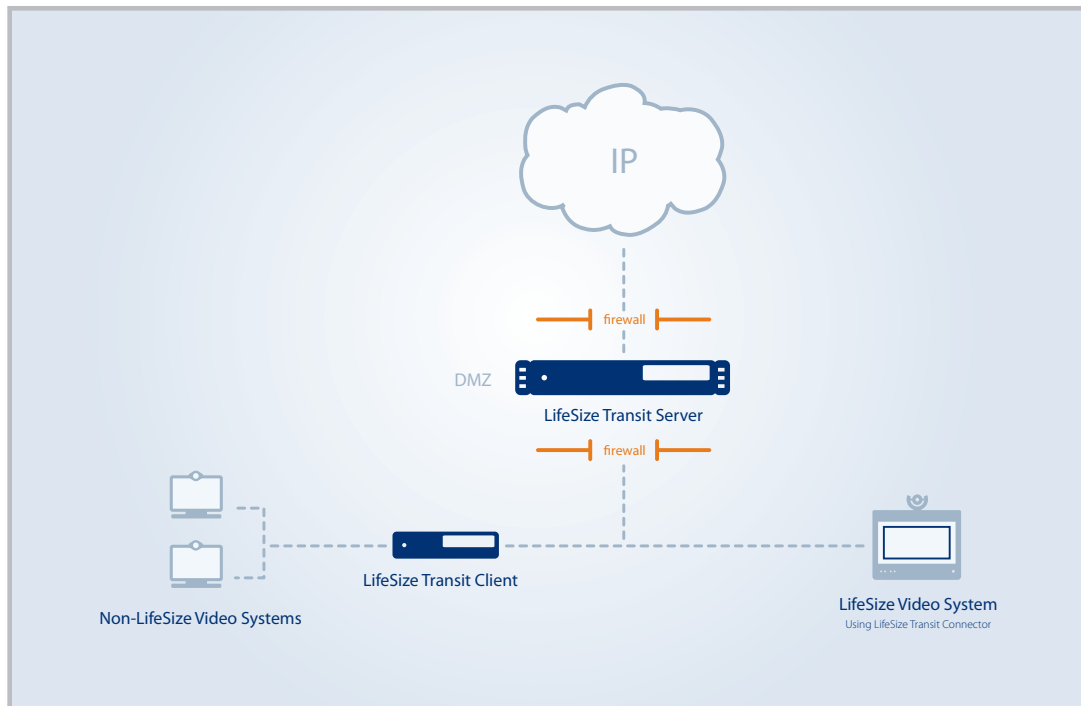 IP
firewall
DMZ
LifeSize Transit Server
firewall
LifeSize Transit Client
Non-LifeSize Video Systems
LifeSize Video System
Using LifeSize Transit Connector